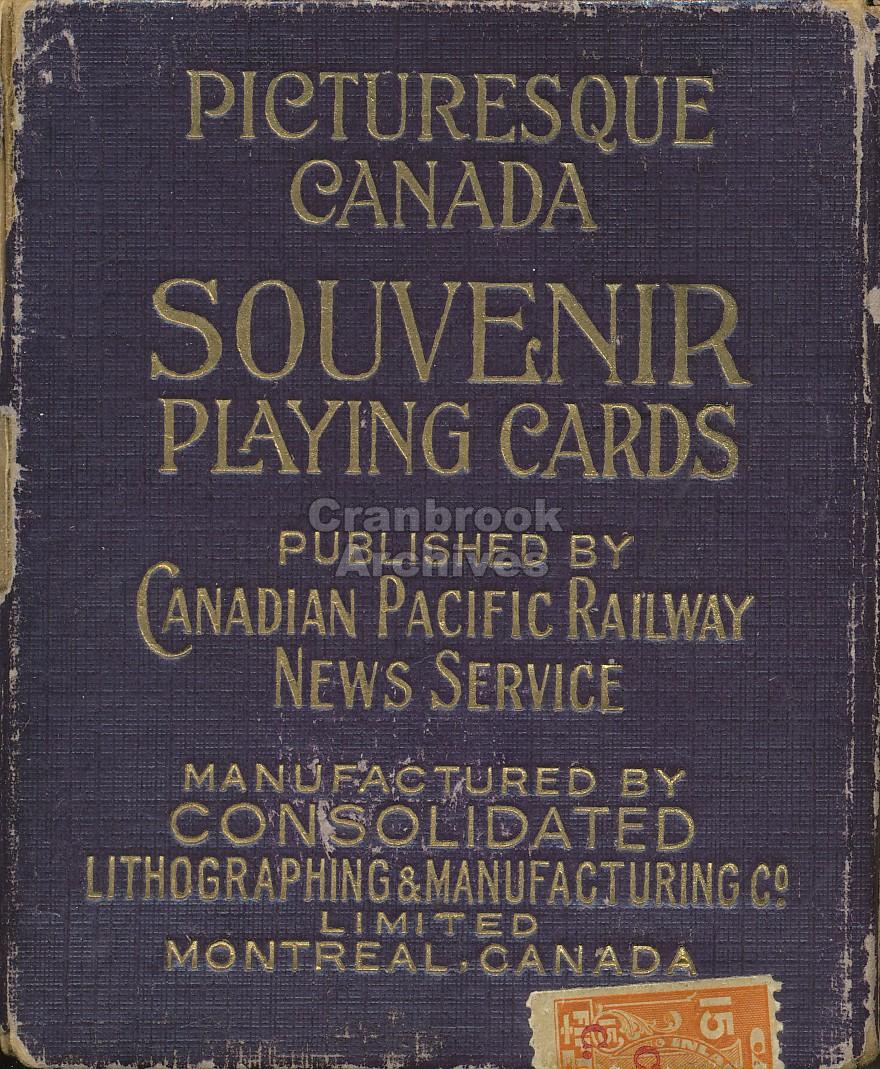 PICTURESQUE
CANADA
SOUVENIR
PLAYING CARDS
Cranbrook
PUBLISHED BY
Archives
CANADIAN PACIFIC RAILWAY
NEWS SERVICE
MANUFACTURED BY
CONSOLIDATED
LITHOGRAPHING & MANUFACTURING Cº
LIMITED
MONTREAL, CANADA
15